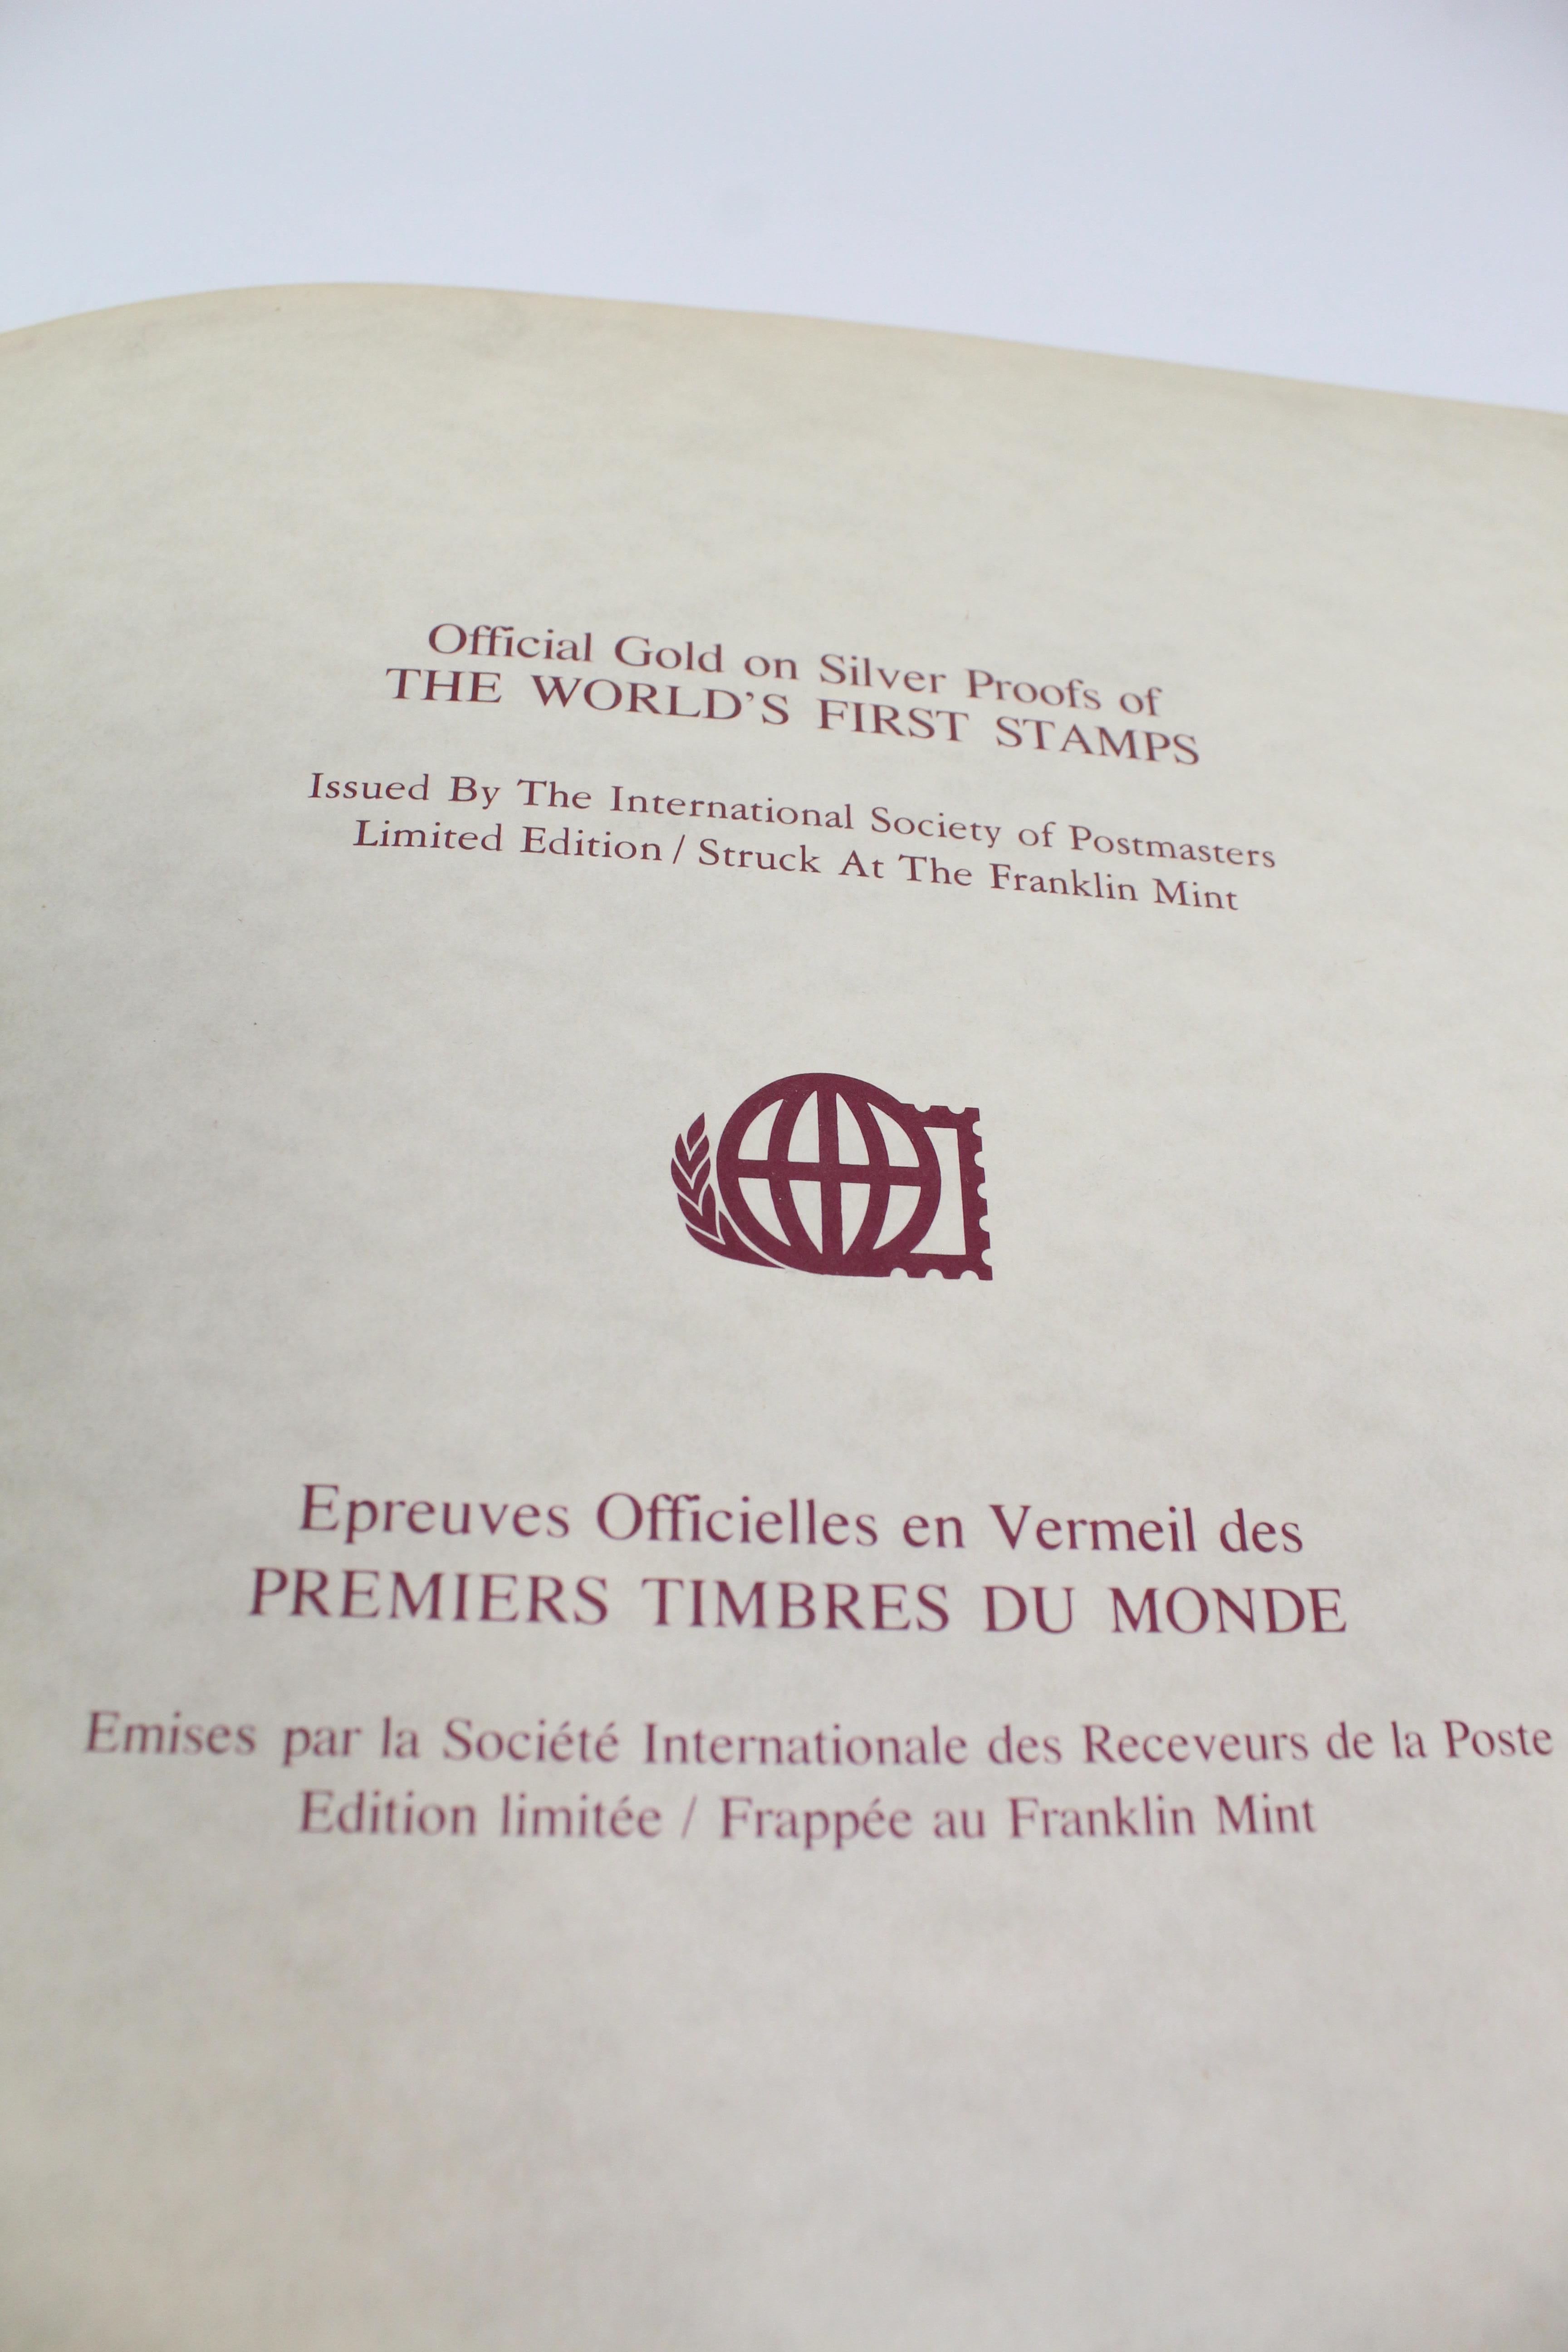 Official Gold on Silver Proofs of
THE WORLD'S FIRST STAMPS
Issued By The International Society of Postmasters
Limited Edition / Struck At The Franklin Mint
Epreuves Officielles en Vermeil des
PREMIERS TIMBRES DU MONDE
Emises par la Société Internationale des Receveurs de la Poste
Edition limitée / Frappée au Franklin Mint